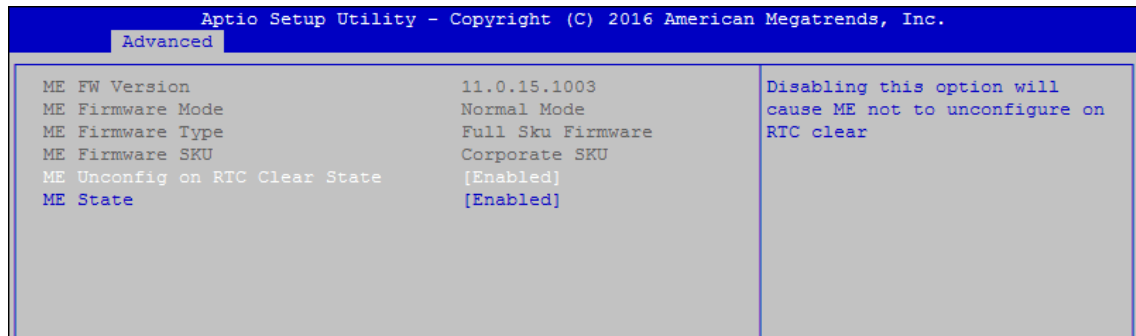 Aptio Setup Utility - Copyright (C) 2016 American Megatrends, Inc.
Advanced
ME FW Version 11.0.15.1003
ME Firmware Mode Normal Mode
ME Firmware Type Full Sku Firmware
ME Firmware SKU Corporate SKU
ME Unconfig on RTC Clear State [Enabled]
ME State [Enabled]
Disabling this option will
cause ME not to unconfigure on
RTC clear